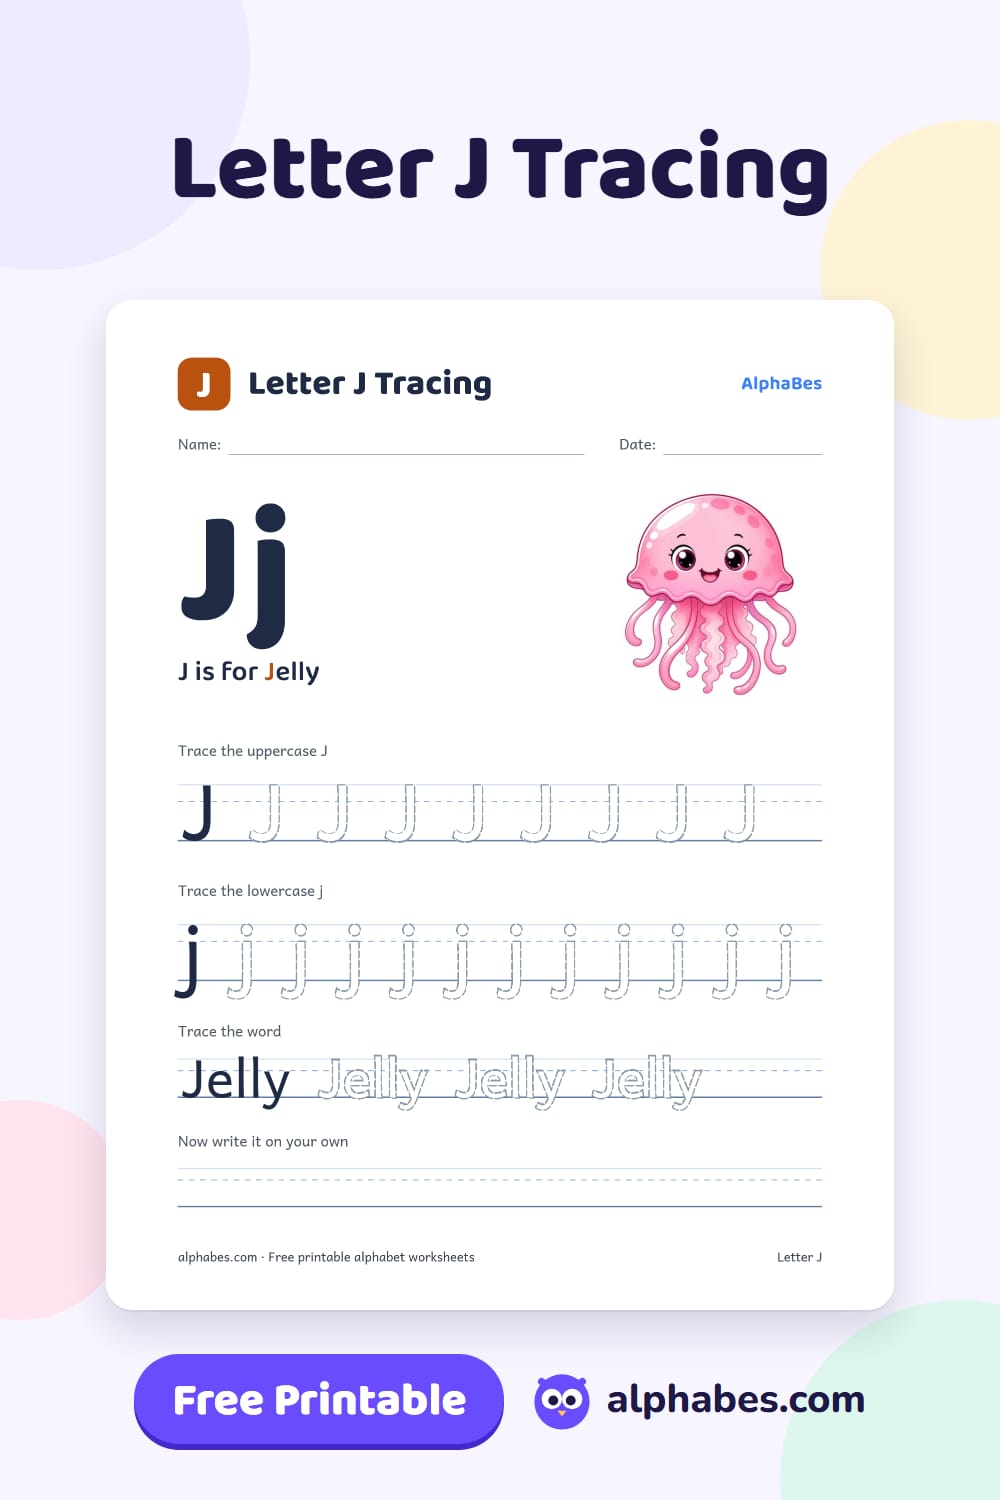 Letter J Tracing
J Letter J Tracing AlphaBes
Name: Date:
Jj
J is for Jelly
Trace the uppercase J
J J J J J J J J J
Trace the lowercase j
j j j j j j j j j j j j
Trace the word
Jelly Jelly Jelly Jelly
Now write it on your own
alphabes.com · Free printable alphabet worksheets Letter J
Free Printable alphabes.com